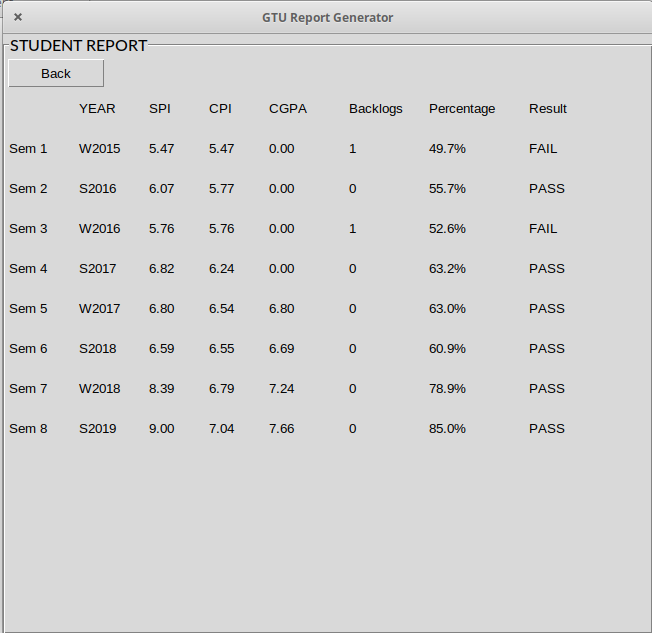 GTU Report Generator
STUDENT REPORT
Back
YEAR SPI CPI CGPA Backlogs Percentage Result
Sem 1 W2015 5.47 5.47 0.00 1 49.7% FAIL
Sem 2 S2016 6.07 5.77 0.00 0 55.7% PASS
Sem 3 W2016 5.76 5.76 0.00 1 52.6% FAIL
Sem 4 S2017 6.82 6.24 0.00 0 63.2% PASS
Sem 5 W2017 6.80 6.54 6.80 0 63.0% PASS
Sem 6 S2018 6.59 6.55 6.69 0 60.9% PASS
Sem 7 W2018 8.39 6.79 7.24 0 78.9% PASS
Sem 8 S2019 9.00 7.04 7.66 0 85.0% PASS